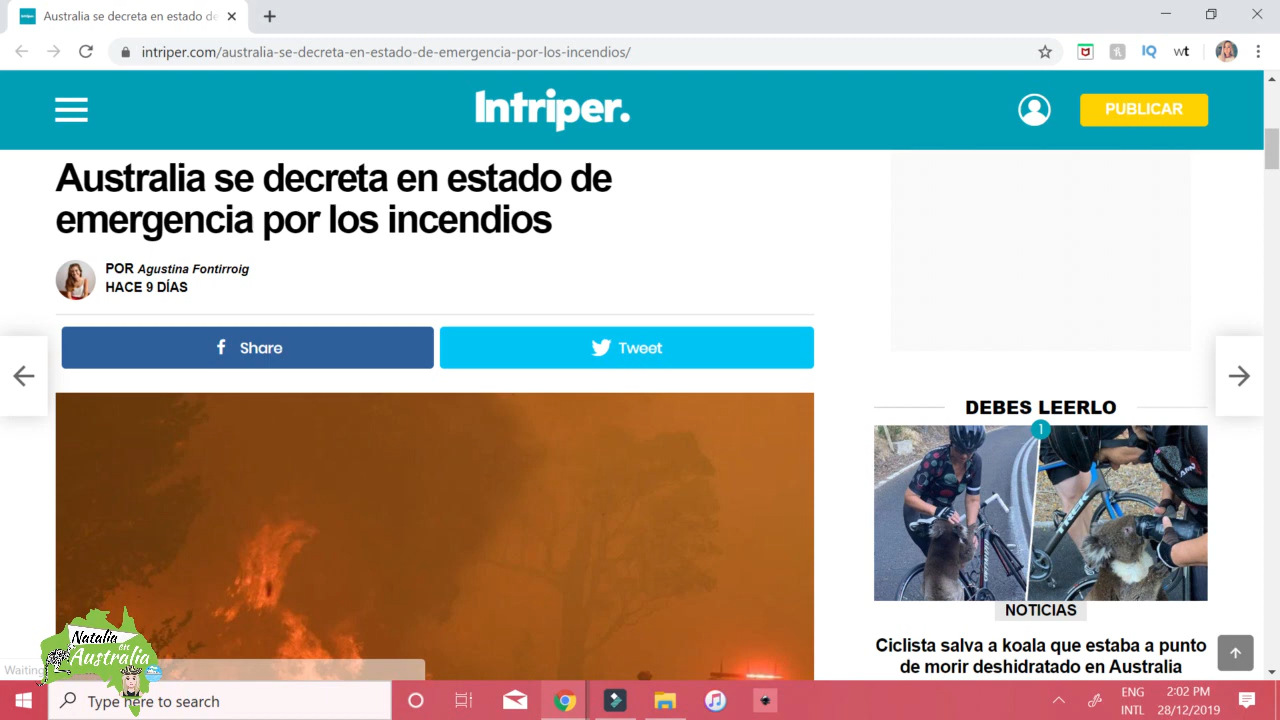 Australia se decreta en estado de
intriper.com/australia-se-decreta-en-estado-de-emergencia-por-los-incendios/
IQ
wt
Intriper.
PUBLICAR
Australia se decreta en estado de
emergencia por los incendios
POR Agustina Fontirroig
HACE 9 DÍAS
Share
Tweet
DEBES LEERLO
1
TREK
NOTICIAS
Ciclista salva a koala que estaba a punto
de morir deshidratado en Australia
Natalia
en
Australia
Waiting
Type here to search
ENG
INTL
2:02 PM
28/12/2019